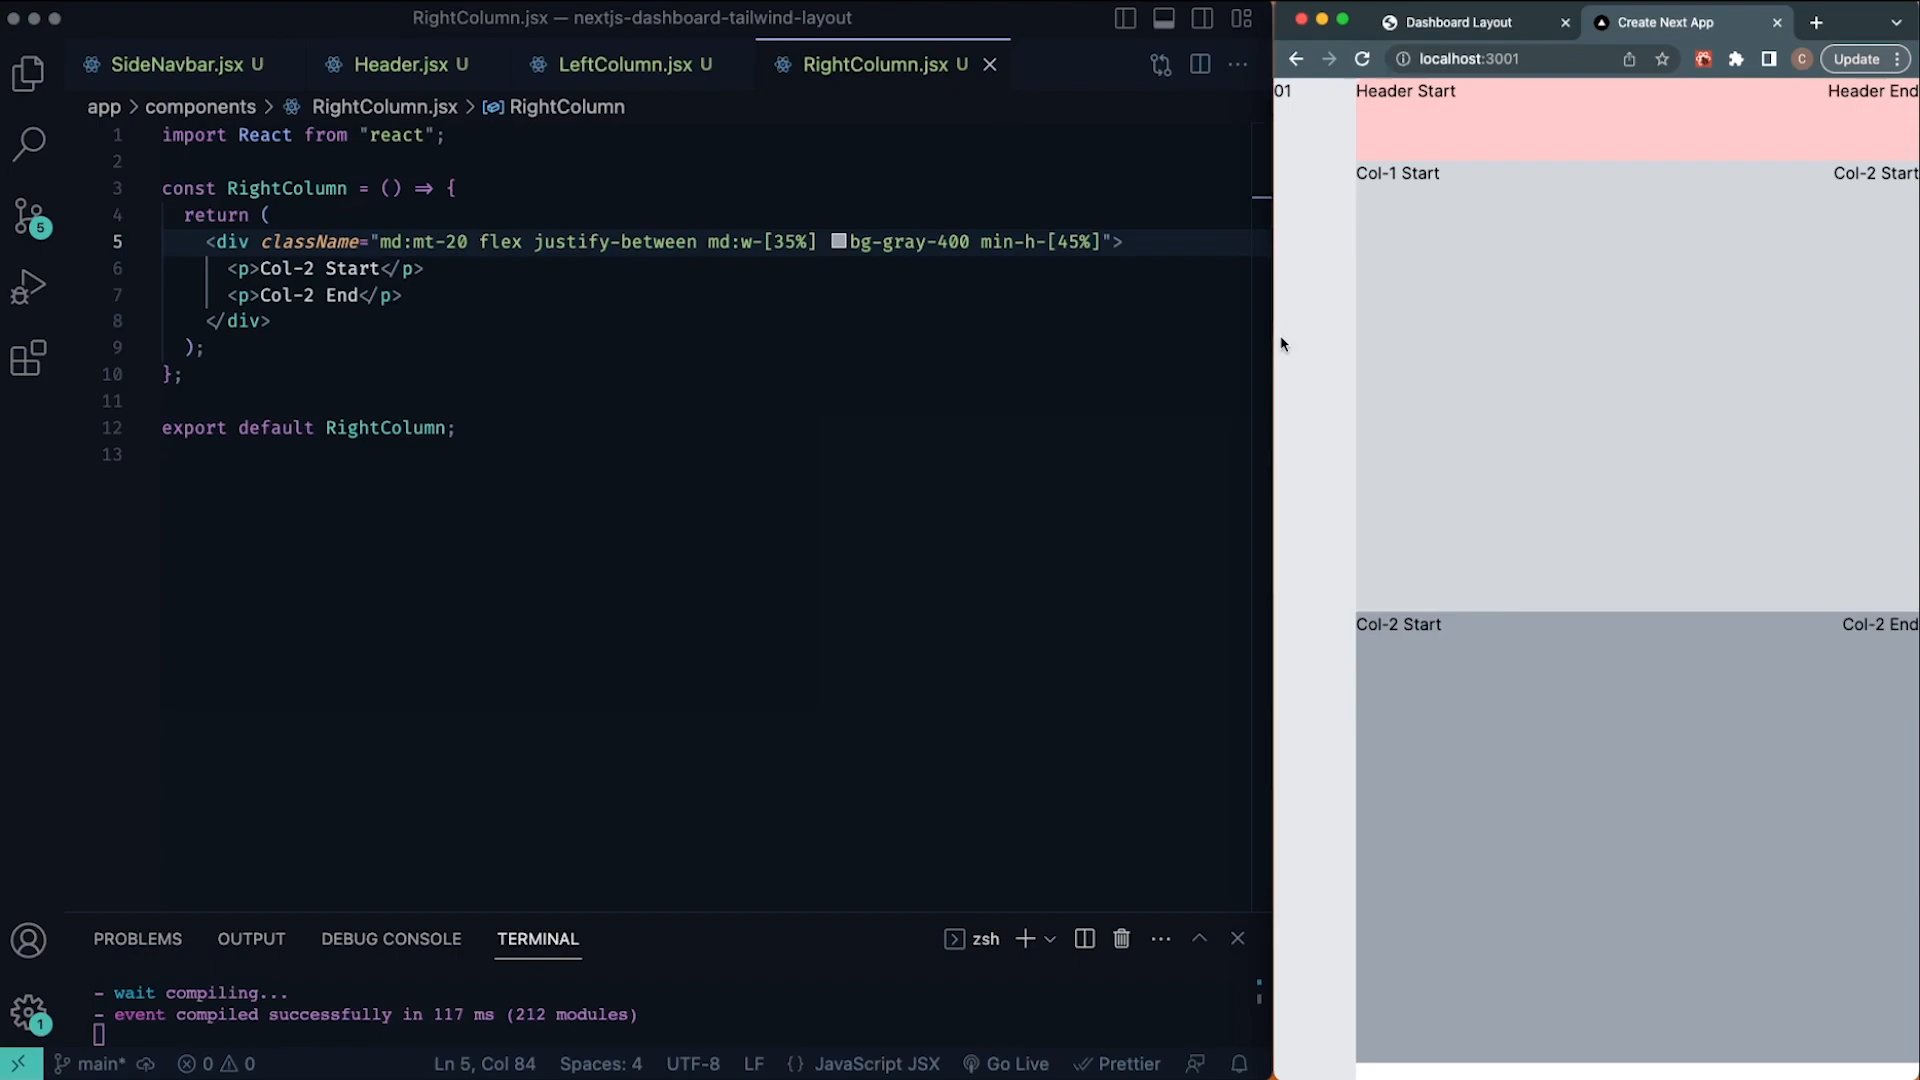 RightColumn.jsx — nextjs-dashboard-tailwind-layout
SideNavbar.jsx U
Header.jsx U
LeftColumn.jsx U
RightColumn.jsx U
app > components > RightColumn.jsx > RightColumn
1 import React from "react";
2
3 const RightColumn = () => {
4 return (
5 <div className="md:mt-20 flex justify-between md:w-[35%] bg-gray-400 min-h-[45%]">
6 <p>Col-2 Start</p>
7 <p>Col-2 End</p>
8 </div>
9 );
10 };
11
12 export default RightColumn;
13
5
1
PROBLEMS OUTPUT DEBUG CONSOLE TERMINAL
zsh
- wait compiling...
- event compiled successfully in 117 ms (212 modules)
main* 0 0 Ln 5, Col 84 Spaces: 4 UTF-8 LF {} JavaScript JSX Go Live Prettier
Dashboard Layout
Create Next App
localhost:3001
C
Update
01
Header Start Header End
Col-1 Start Col-2 Start
Col-2 Start Col-2 End